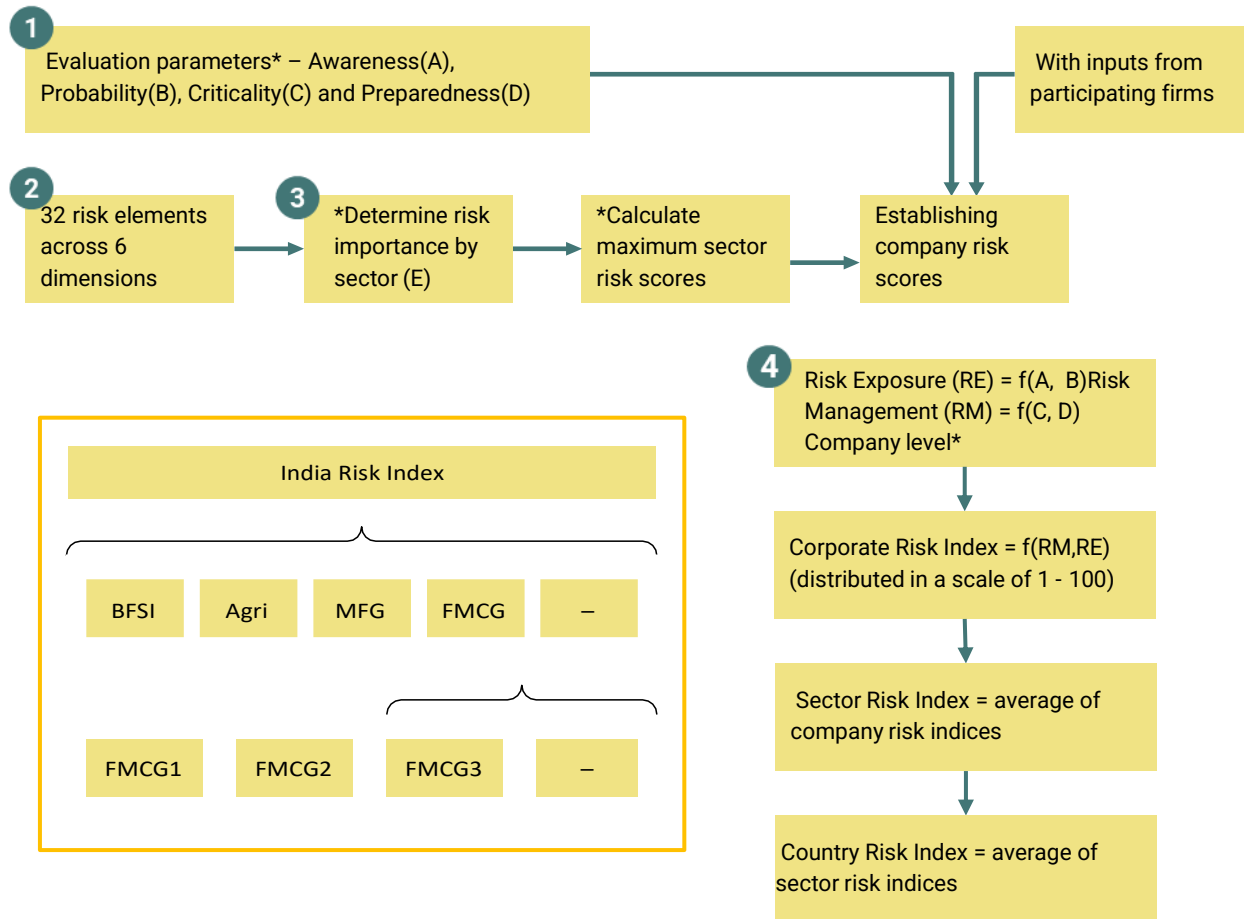 1
Evaluation parameters* – Awareness(A),
Probability(B), Criticality(C) and Preparedness(D)
With inputs from
participating firms
2
32 risk elements
across 6
dimensions
3
*Determine risk
importance by
sector (E)
*Calculate
maximum sector
risk scores
Establishing
company risk
scores
4
Risk Exposure (RE) = f(A, B)Risk
Management (RM) = f(C, D)
Company level*
Corporate Risk Index = f(RM,RE)
(distributed in a scale of 1 - 100)
Sector Risk Index = average of
company risk indices
Country Risk Index = average of
sector risk indices
India Risk Index
BFSI
Agri
MFG
FMCG
–
FMCG1
FMCG2
FMCG3
–